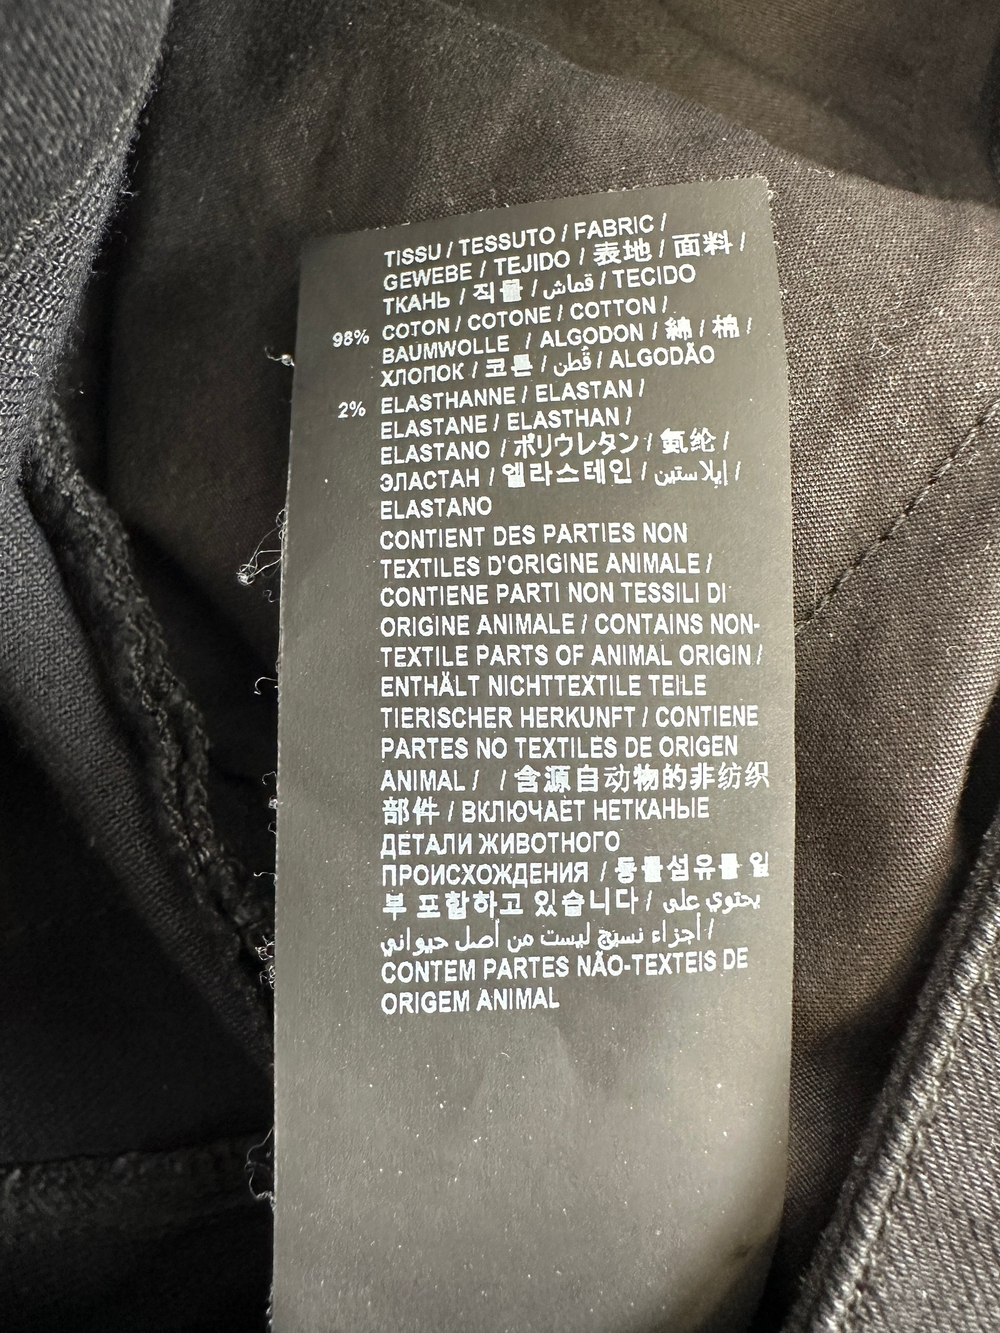 TISSU / TESSUTO / FABRIC /
GEWEBE / TEJIDO / 表地 / 面料 /
ТКАНЬ / 직물 / قماش / TECIDO
98% COTON / COTONE / COTTON /
BAUMWOLLE / ALGODON / 綿 / 棉 /
ХЛОПОК / 코튼 / قُطن / ALGODÃO
2% ELASTHANNE / ELASTAN /
ELASTANE / ELASTHAN /
ELASTANO / ポリウレタン / 氨纶 /
ЭЛАСТАН / 엘라스테인 / إيلاستين /
ELASTANO
CONTIENT DES PARTIES NON
TEXTILES D'ORIGINE ANIMALE /
CONTIENE PARTI NON TESSILI DI
ORIGINE ANIMALE / CONTAINS NON-
TEXTILE PARTS OF ANIMAL ORIGIN /
ENTHÄLT NICHTTEXTILE TEILE
TIERISCHER HERKUNFT / CONTIENE
PARTES NO TEXTILES DE ORIGEN
ANIMAL / / 含源自动物的非纺织
部件 / ВКЛЮЧАЕТ НЕТКАНЫЕ
ДЕТАЛИ ЖИВОТНОГО
ПРОИСХОЖДЕНИЯ / 동물섬유를 일
부 포함하고 있습니다 / يحتوي على
أجزاء نسيج ليست من أصل حيواني /
CONTEM PARTES NÃO-TEXTEIS DE
ORIGEM ANIMAL